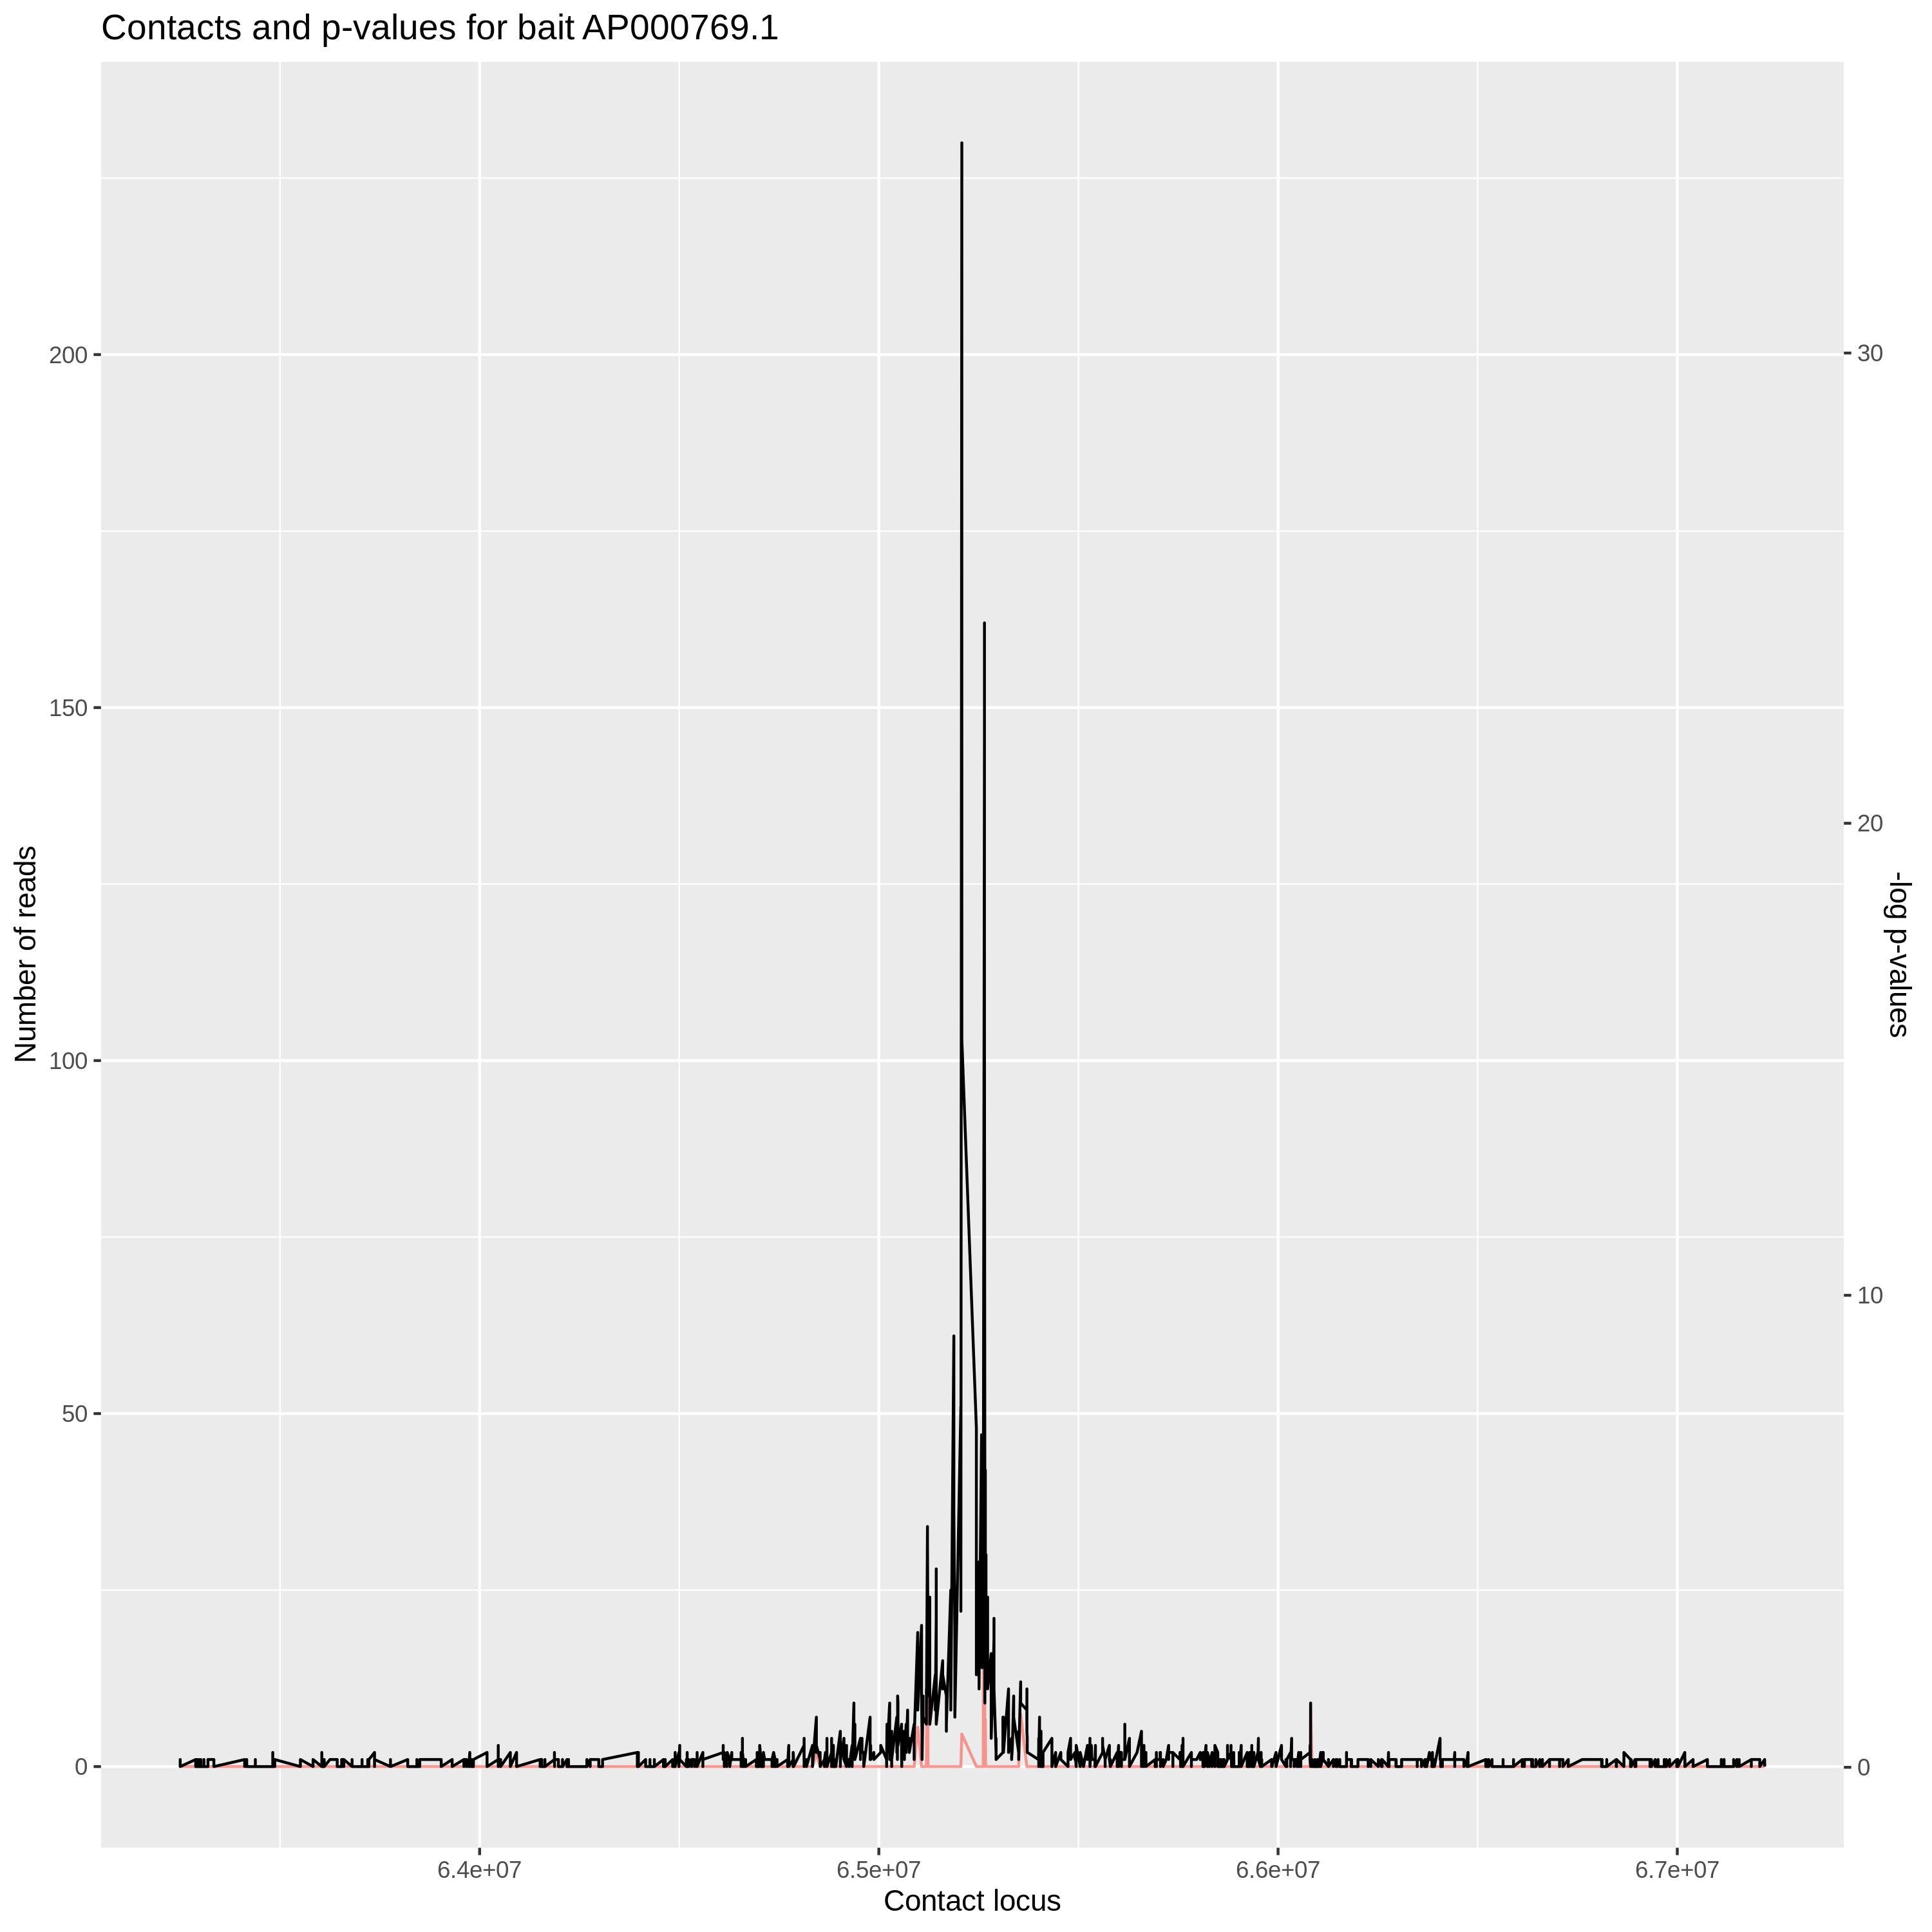 Contacts and p-values for bait AP000769.1
200
150
100
50
0
30
20
10
0
Number of reads
-log p-values
6.4e+07
6.5e+07
6.6e+07
6.7e+07
Contact locus